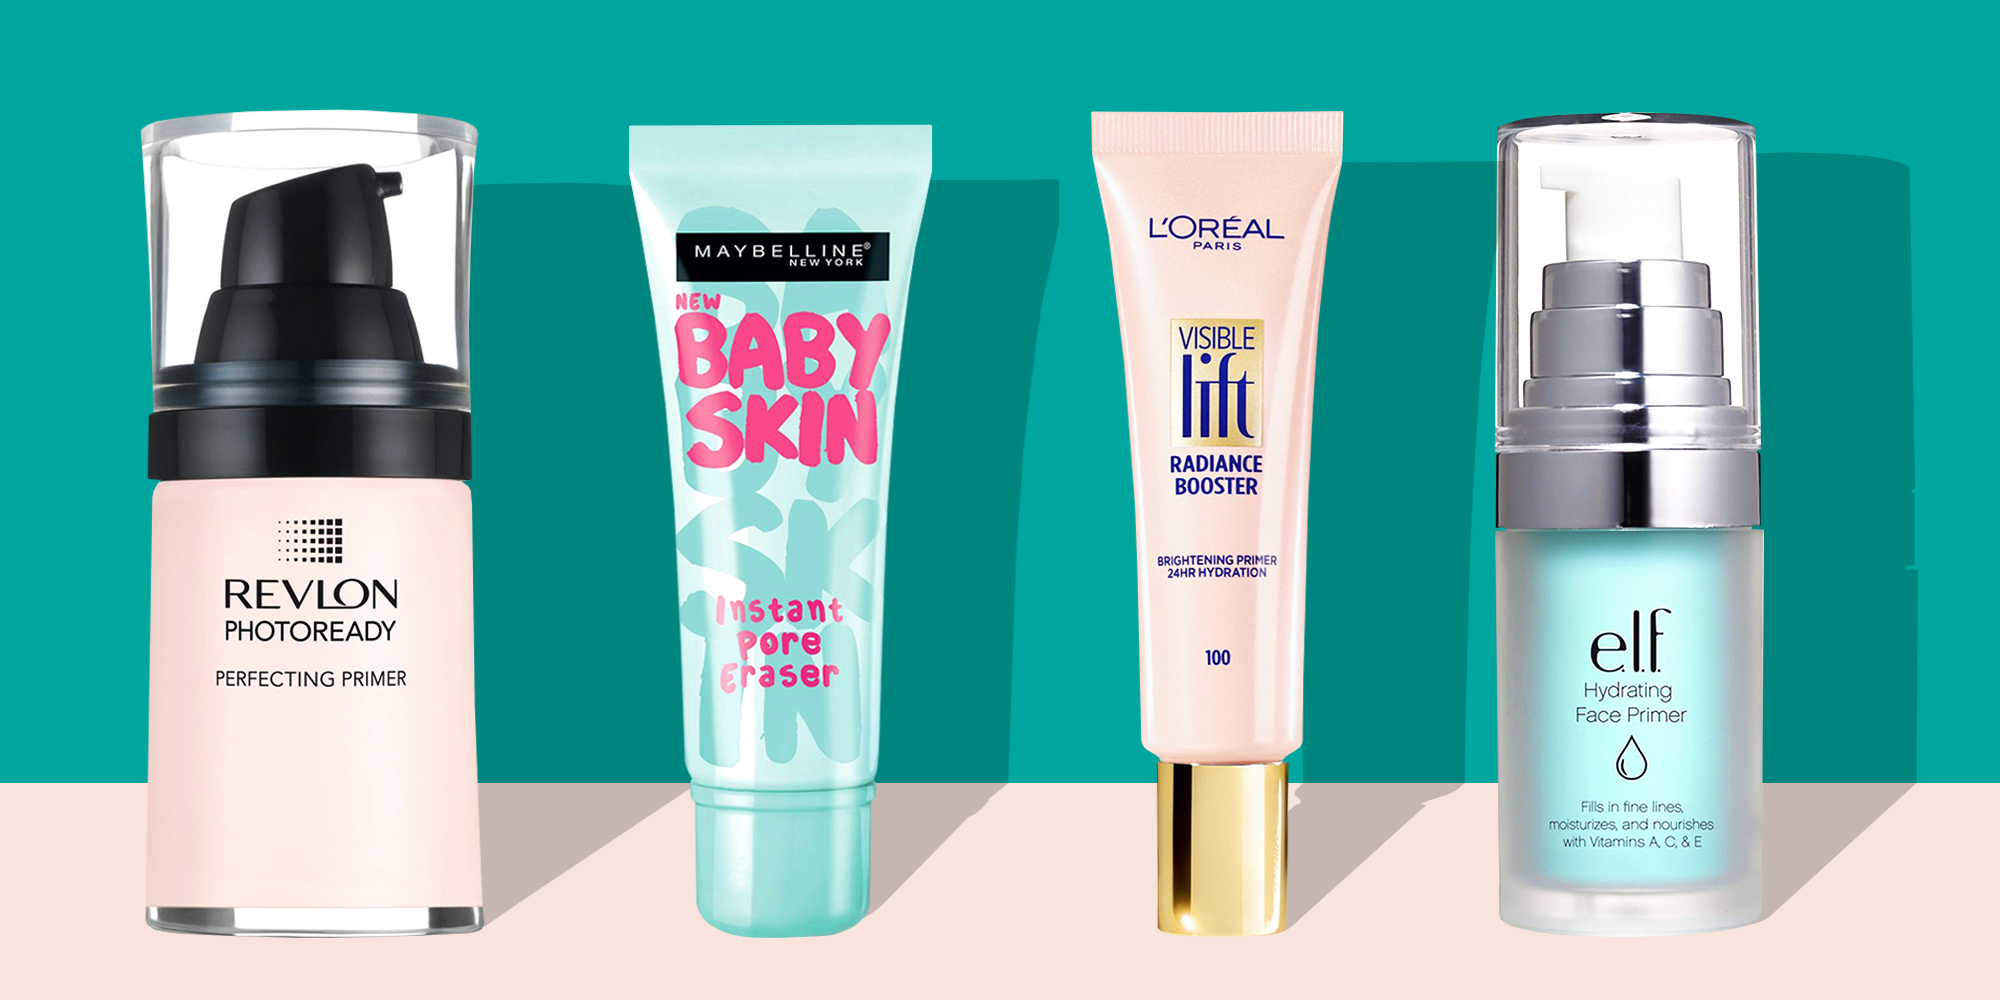 REVLON
PHOTOREADY
PERFECTING PRIMER
MAYBELLINE®
NEW YORK
NEW
BABY
SKIN
Instant
Pore
Eraser
L'ORÉAL
PARIS
VISIBLE
lift
RADIANCE
BOOSTER
BRIGHTENING PRIMER
24HR HYDRATION
100
e.l.f.
Hydrating
Face Primer
Fills in fine lines,
moisturizes, and nourishes
with Vitamins A, C, & E